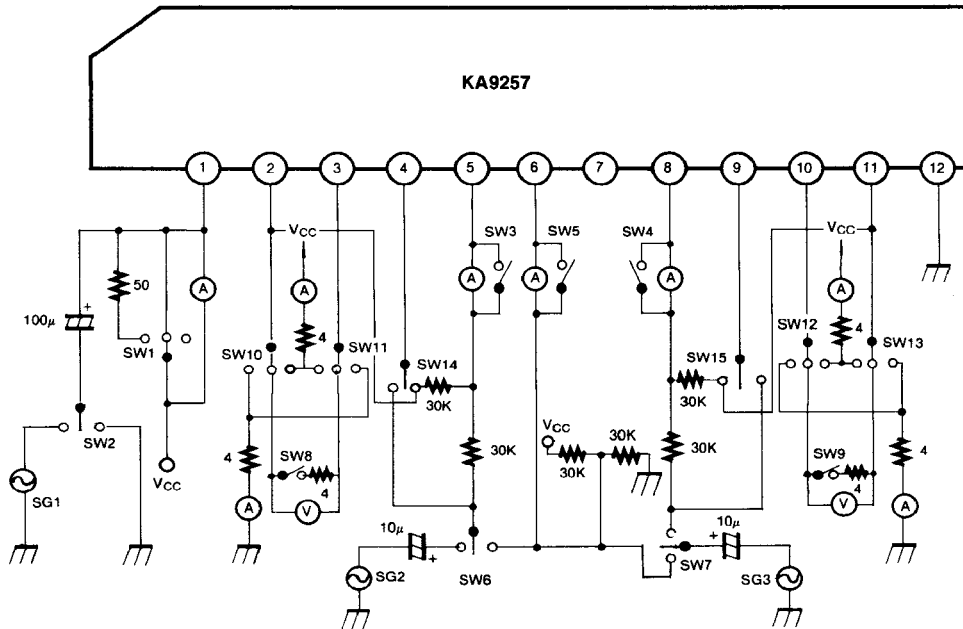 KA9257
1 2 3 4 5 6 7 8 9 10 11 12
SW3 SW5 SW4
VCC VCC
A A A A
50 A A A
100μ + 4 4
SW1 SW10 SW11 SW12 SW13
SW14 SW15
30K 30K
VCC
30K
SW2 4 SW8 30K 30K 30K SW9 4
VCC 4 4
SG1 A V V A
10μ 10μ
+ +
SG2 SW6 SW7 SG3